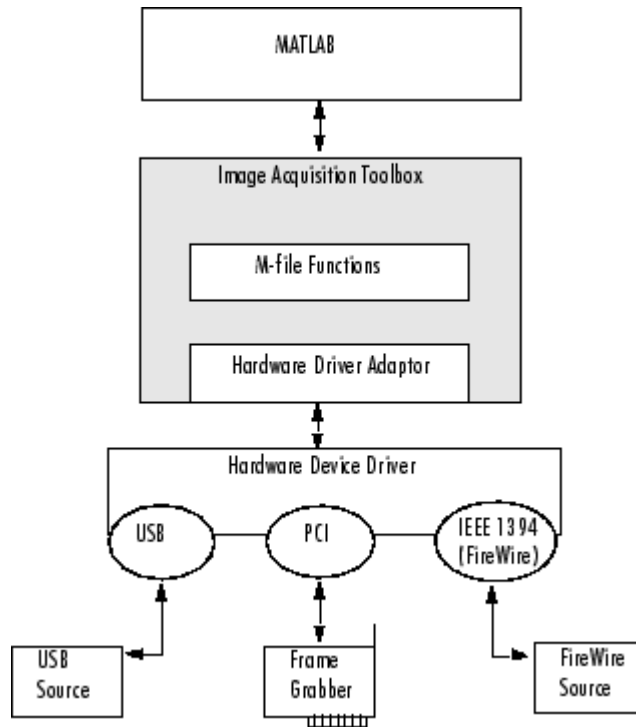 MATLAB
Image Acquisition Toolbox
M-file Functions
Hardware Driver Adaptor
Hardware Device Driver
USB
PCI
IEEE 1394
(FireWire)
USB
Source
Frame
Grabber
FireWire
Source